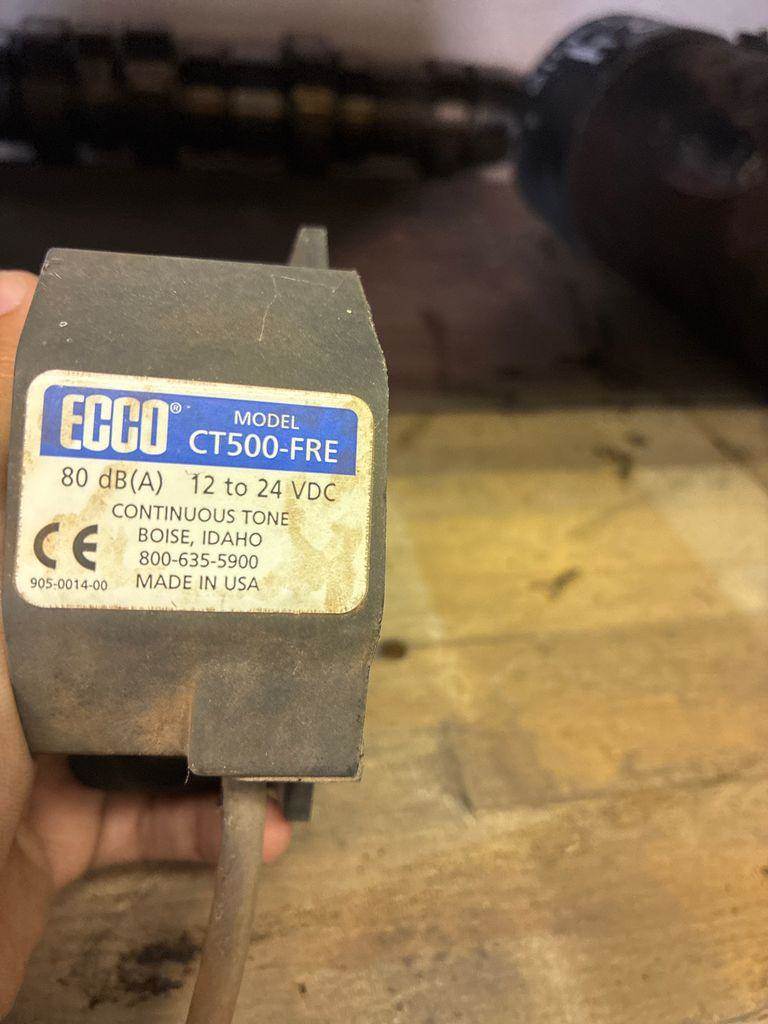 ECCO® MODEL
CT500-FRE
80 dB(A) 12 to 24 VDC
CONTINUOUS TONE
BOISE, IDAHO
800-635-5900
CE
905-0014-00 MADE IN USA